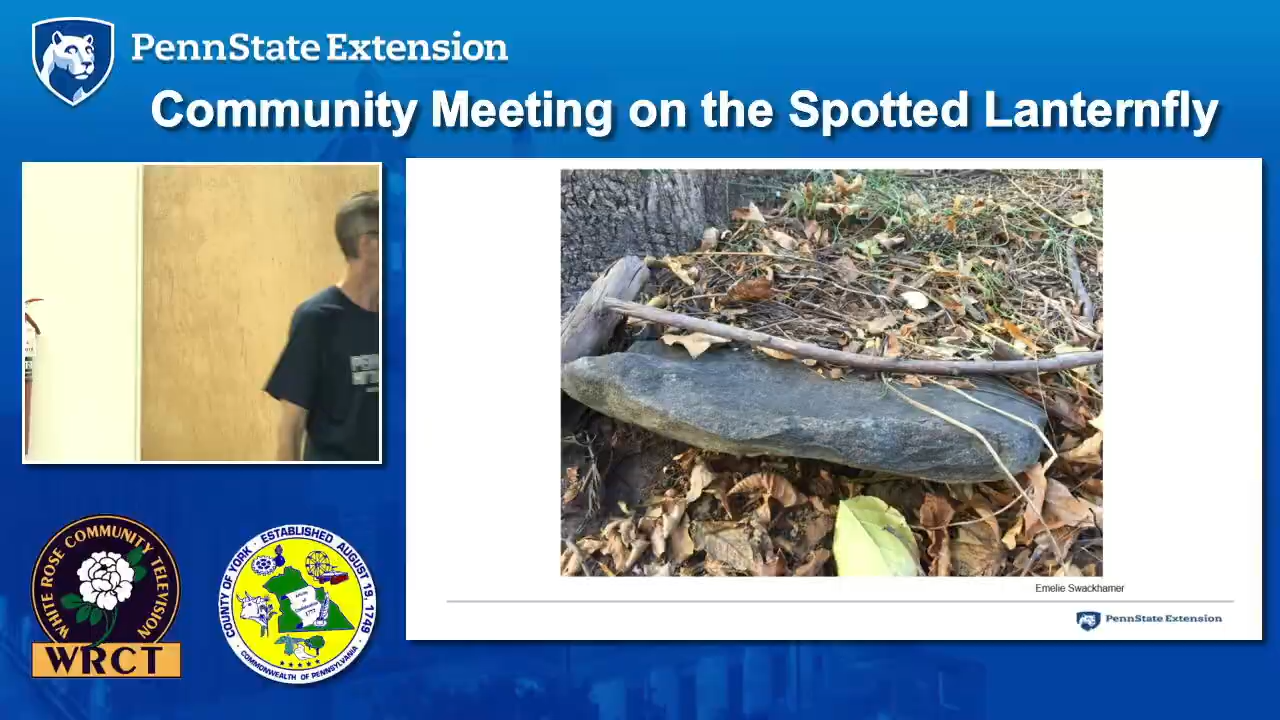 PennState Extension
Community Meeting on the Spotted Lanternfly
Emelie Swackhamer
PennState Extension
WHITE ROSE COMMUNITY TELEVISION
WRCT
COUNTY OF YORK · ESTABLISHED AUGUST 19, 1749
COMMONWEALTH OF PENNSYLVANIA